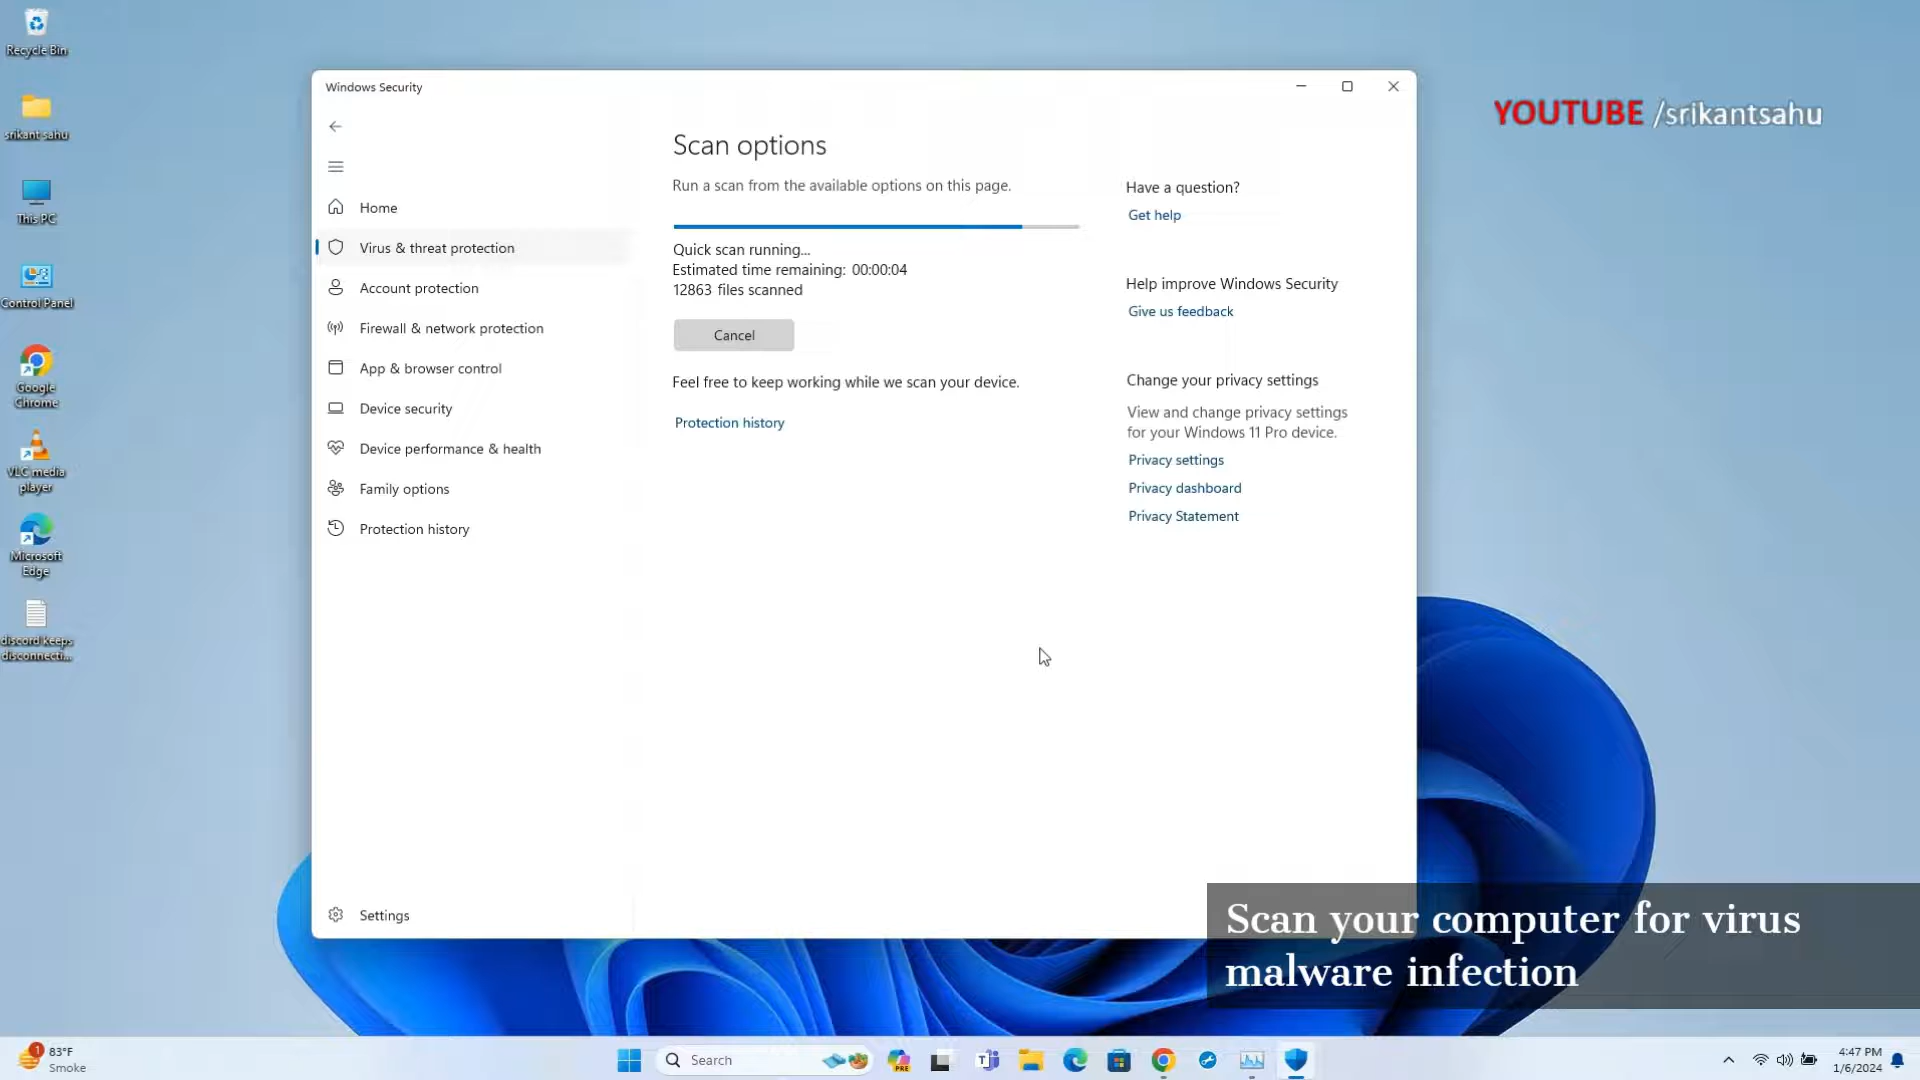 Recycle Bin
srikant sahu
This PC
Control Panel
Google
Chrome
VLC media
player
Microsoft
Edge
discord keeps
disconnecti...
Windows Security
Home
Virus & threat protection
Account protection
Firewall & network protection
App & browser control
Device security
Device performance & health
Family options
Protection history
Settings
Scan options
Run a scan from the available options on this page.
Quick scan running...
Estimated time remaining: 00:00:04
12863 files scanned
Cancel
Feel free to keep working while we scan your device.
Protection history
Have a question?
Get help
Help improve Windows Security
Give us feedback
Change your privacy settings
View and change privacy settings
for your Windows 11 Pro device.
Privacy settings
Privacy dashboard
Privacy Statement
YOUTUBE /srikantsahu
Scan your computer for virus
malware infection
1
83°F
Smoke
Search
PRE
4:47 PM
1/6/2024